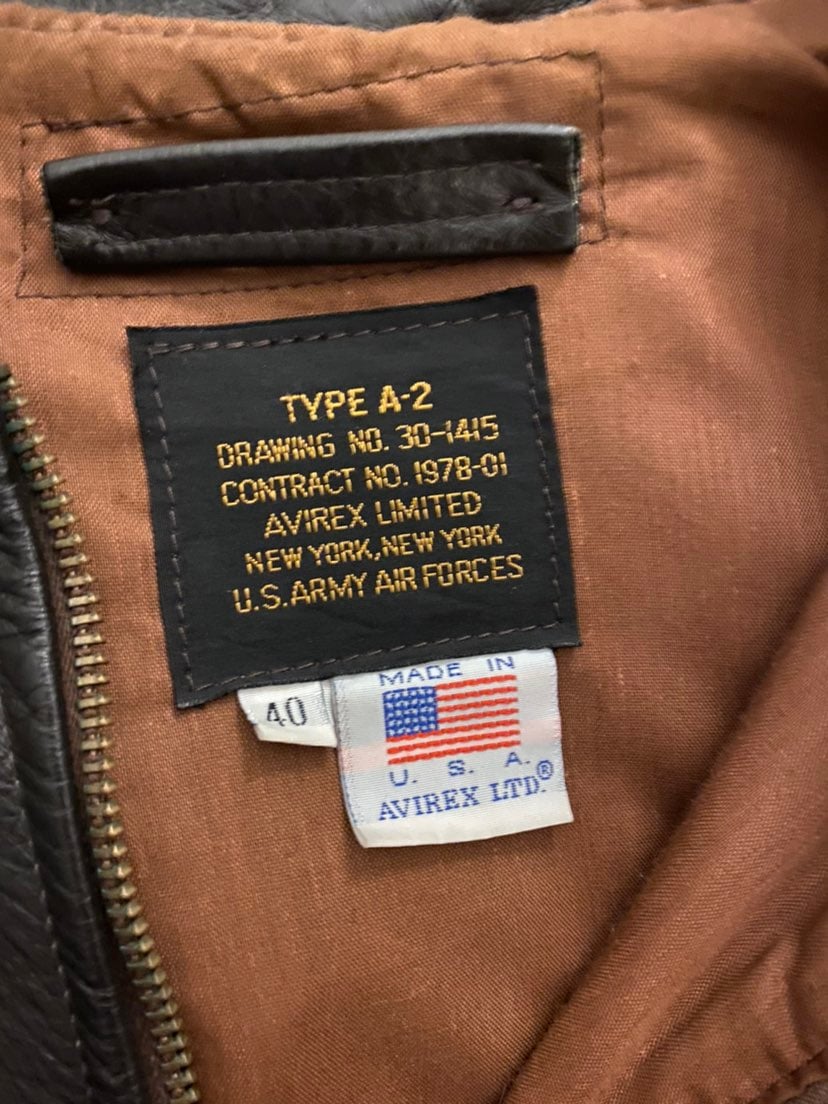 TYPE A-2
DRAWING NO. 30-1415
CONTRACT NO. 1978-01
AVIREX LIMITED
NEW YORK, NEW YORK
U.S. ARMY AIR FORCES
40
MADE IN
U. S. A.
AVIREX LTD.®